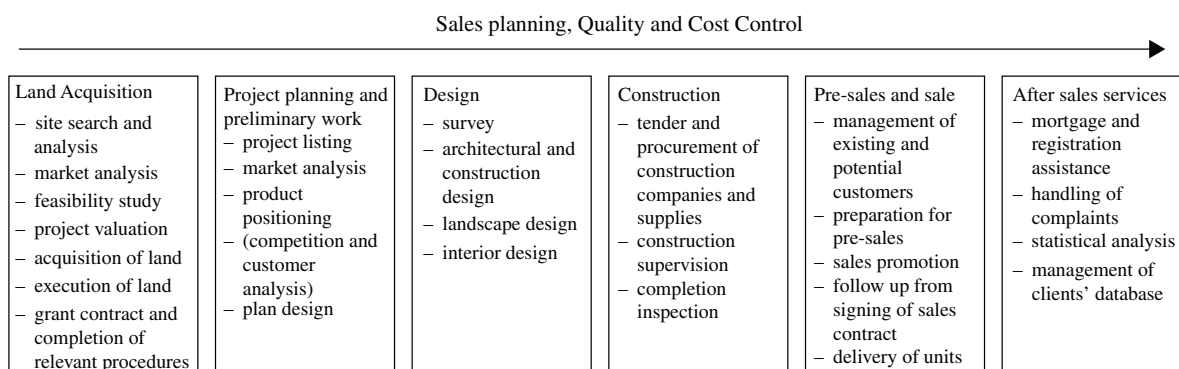 Sales planning, Quality and Cost Control
Land Acquisition
– site search and
analysis
– market analysis
– feasibility study
– project valuation
– acquisition of land
– execution of land
– grant contract and
completion of
relevant procedures
Project planning and
preliminary work
– project listing
– market analysis
– product
positioning
– (competition and
customer
analysis)
– plan design
Design
– survey
– architectural and
construction
design
– landscape design
– interior design
Construction
– tender and
procurement of
construction
companies and
supplies
– construction
supervision
– completion
inspection
Pre-sales and sale
– management of
existing and
potential
customers
– preparation for
pre-sales
– sales promotion
– follow up from
signing of sales
contract
– delivery of units
After sales services
– mortgage and
registration
assistance
– handling of
complaints
– statistical analysis
– management of
clients’ database